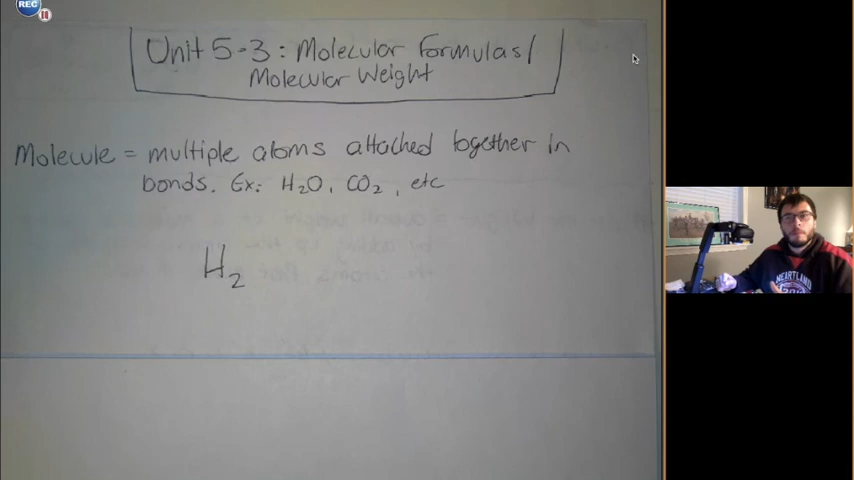 REC
Unit 5-3: Molecular Formulas/
Molecular Weight
Molecule = multiple atoms attached together in
bonds. Ex: H₂O, CO₂, etc
H₂
HEARTLAND